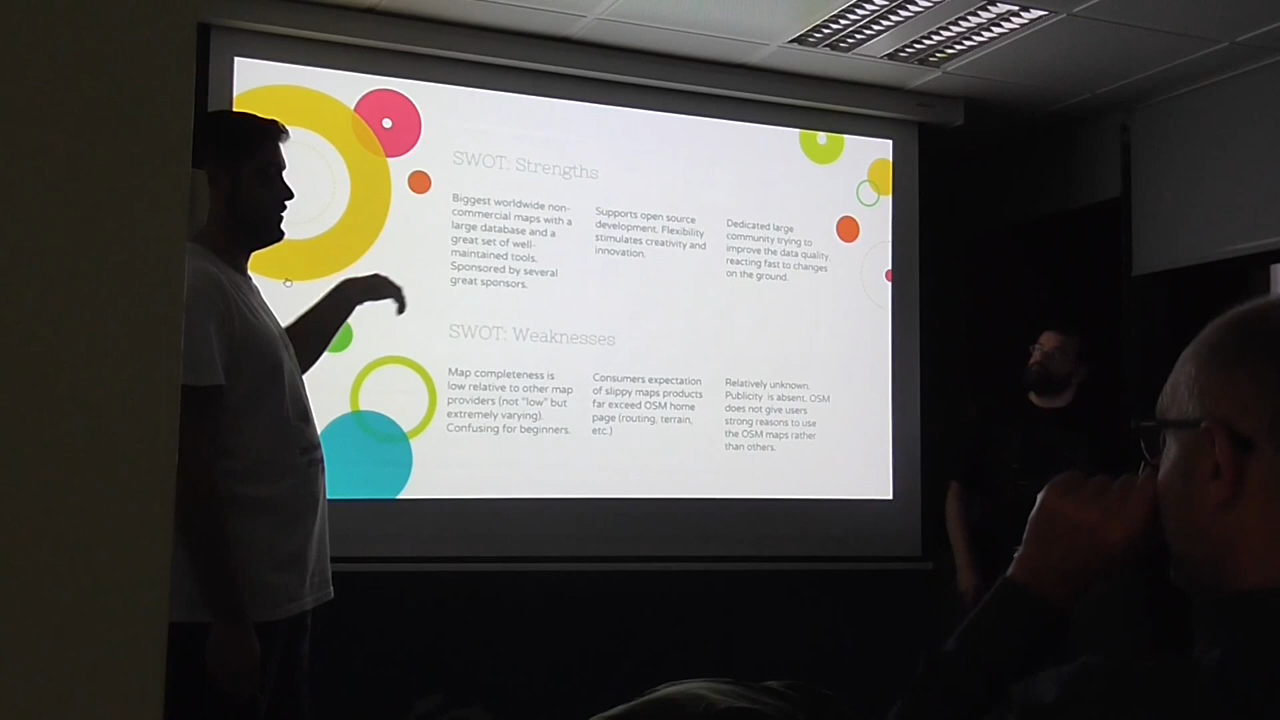 SWOT: Strengths
Biggest worldwide non-
commercial maps with a
large database and a
great set of well-
maintained tools.
Sponsored by several
great sponsors.
Supports open source
development. Flexibility
stimulates creativity and
innovation.
Dedicated large
community trying to
improve the data quality,
reacting fast to changes
on the ground.
SWOT: Weaknesses
Map completeness is
low relative to other map
providers (not "low" but
extremely varying).
Confusing for beginners.
Consumers expectation
of slippy maps products
far exceed OSM home
page (routing, terrain,
etc.)
Relatively unknown.
Publicity is absent. OSM
does not give users
strong reasons to use
the OSM maps rather
than others.